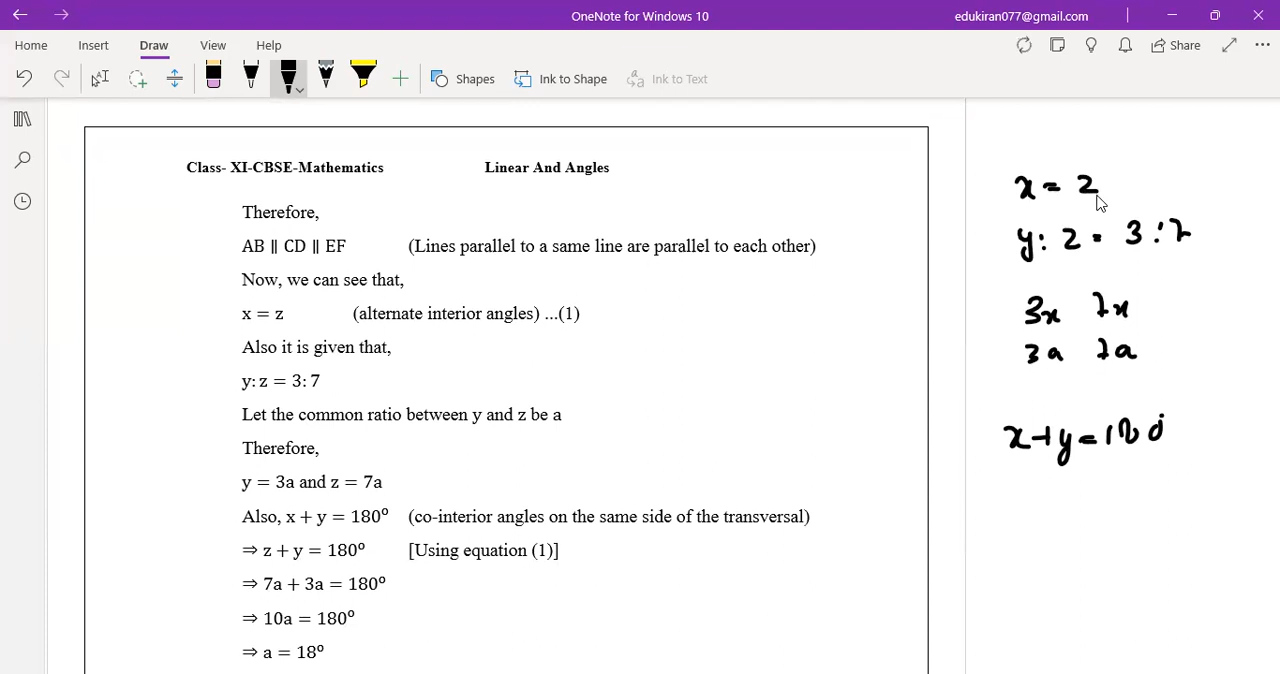 OneNote for Windows 10
edukiran077@gmail.com
Home Insert Draw View Help
Share
Shapes Ink to Shape Ink to Text
Class- XI-CBSE-Mathematics Linear And Angles
Therefore,
AB ∥ CD ∥ EF (Lines parallel to a same line are parallel to each other)
Now, we can see that,
x = z (alternate interior angles) ...(1)
Also it is given that,
y: z = 3: 7
Let the common ratio between y and z be a
Therefore,
y = 3a and z = 7a
Also, x + y = 180° (co-interior angles on the same side of the transversal)
⇒ z + y = 180° [Using equation (1)]
⇒ 7a + 3a = 180°
⇒ 10a = 180°
⇒ a = 18°
x = z
y : z = 3 : 7
3x 7x
3a 7a
x + y = 180°